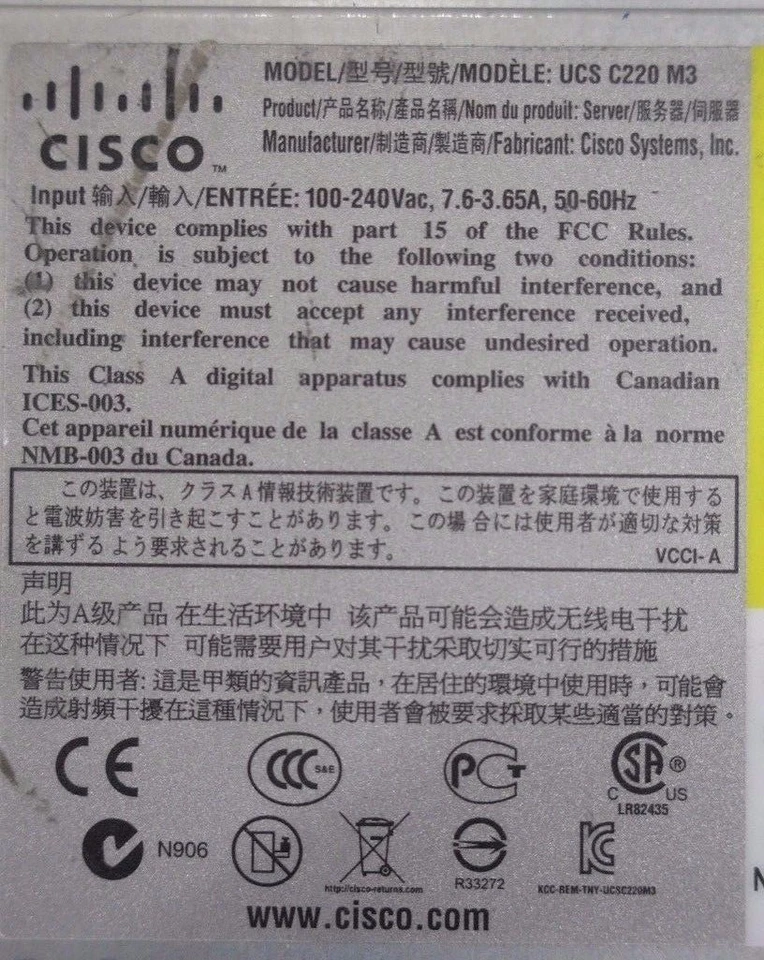 CISCO™
MODEL/型号/型號/MODÈLE: UCS C220 M3
Product/产品名称/產品名稱/Nom du produit: Server/服务器/伺服器
Manufacturer/制造商/製造商/Fabricant: Cisco Systems, Inc.
Input 输入/輸入/ENTRÉE: 100-240Vac, 7.6-3.65A, 50-60Hz
This device complies with part 15 of the FCC Rules.
Operation is subject to the following two conditions:
(1) this device may not cause harmful interference, and
(2) this device must accept any interference received,
including interference that may cause undesired operation.
This Class A digital apparatus complies with Canadian
ICES-003.
Cet appareil numérique de la classe A est conforme à la norme
NMB-003 du Canada.
この装置は、クラスA情報技術装置です。この装置を家庭環境で使用する
と電波妨害を引き起こすことがあります。この場合には使用者が適切な対策
を講ずるよう要求されることがあります。
VCCI-A
声明
此为A级产品 在生活环境中 该产品可能会造成无线电干扰
在这种情况下 可能需要用户对其干扰采取切实可行的措施
警告使用者: 這是甲類的資訊產品，在居住的環境中使用時，可能會
造成射頻干擾在這種情況下，使用者會被要求採取某些適當的對策。
CE
CCC S&E
PCT
SA ®
C US
LR82435
N906
http://cisco-returns.com
R33272
KCC-REM-TNY-UCSC220M3
www.cisco.com
N